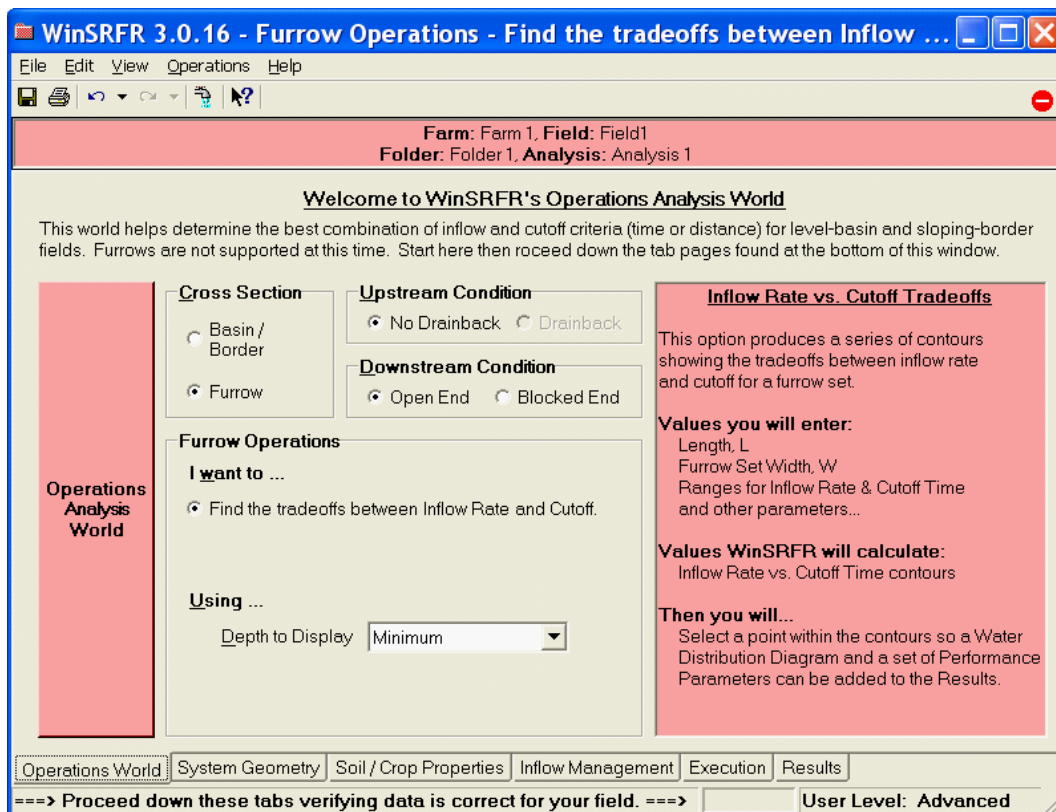 WinSRFR 3.0.16 - Furrow Operations - Find the tradeoffs between Inflow ...
File Edit View Operations Help
Farm: Farm 1, Field: Field1
Folder: Folder 1, Analysis: Analysis 1
Welcome to WinSRFR's Operations Analysis World
This world helps determine the best combination of inflow and cutoff criteria (time or distance) for level-basin and sloping-border
fields. Furrows are not supported at this time. Start here then roceed down the tab pages found at the bottom of this window.
Operations
Analysis
World
Cross Section
Basin /
Border
Furrow
Upstream Condition
No Drainback Drainback
Downstream Condition
Open End Blocked End
Furrow Operations
I want to ...
Find the tradeoffs between Inflow Rate and Cutoff.
Using ...
Depth to Display Minimum
Inflow Rate vs. Cutoff Tradeoffs
This option produces a series of contours
showing the tradeoffs between inflow rate
and cutoff for a furrow set.
Values you will enter:
Length, L
Furrow Set Width, W
Ranges for Inflow Rate & Cutoff Time
and other parameters...
Values WinSRFR will calculate:
Inflow Rate vs. Cutoff Time contours
Then you will...
Select a point within the contours so a Water
Distribution Diagram and a set of Performance
Parameters can be added to the Results.
Operations World System Geometry Soil / Crop Properties Inflow Management Execution Results
===> Proceed down these tabs verifying data is correct for your field. ===> User Level: Advanced